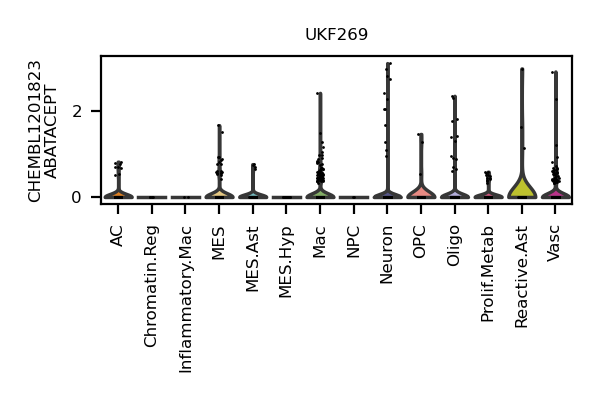 UKF269
CHEMBL1201823
ABATACEPT
2
0
AC
Chromatin.Reg
Inflammatory.Mac
MES
MES.Ast
MES.Hyp
Mac
NPC
Neuron
OPC
Oligo
Prolif.Metab
Reactive.Ast
Vasc